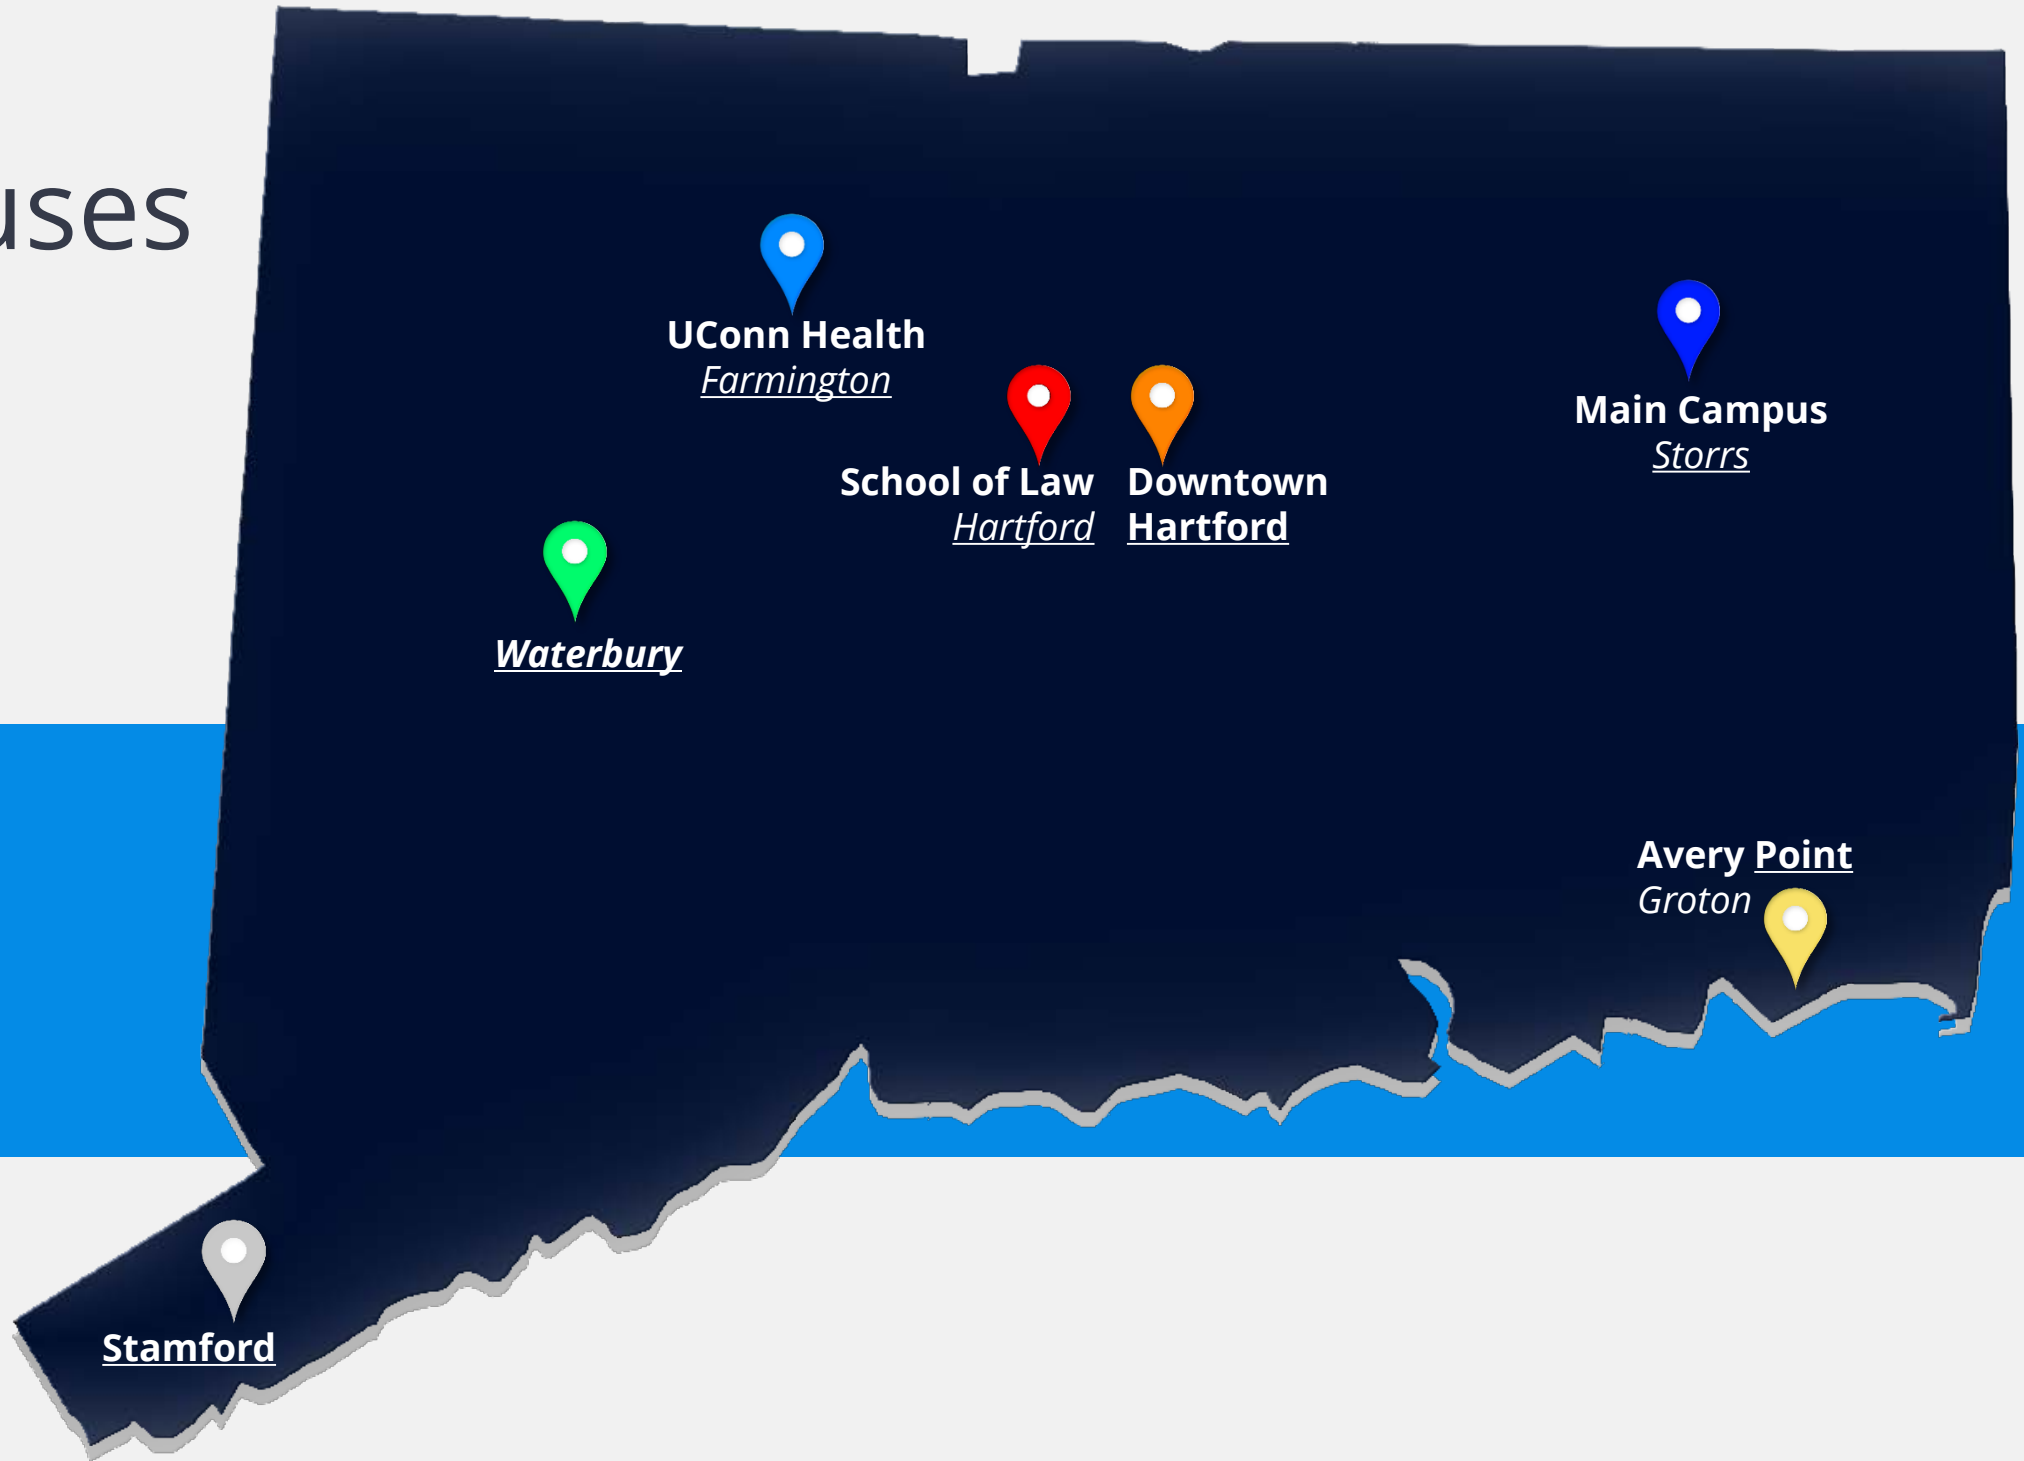 uses
UConn Health
Farmington
School of Law
Hartford
Downtown
Hartford
Main Campus
Storrs
Waterbury
Avery Point
Groton
Stamford